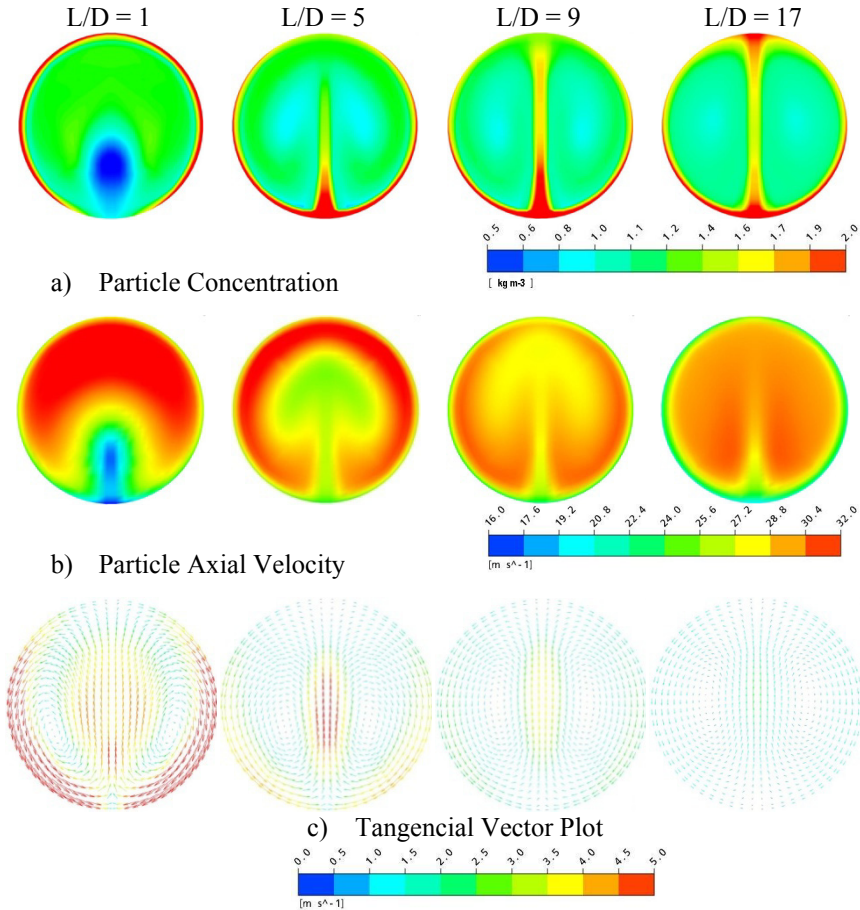 L/D = 1 L/D = 5 L/D = 9 L/D = 17
0.5 0.6 0.8 1.0 1.1 1.2 1.4 1.6 1.7 1.9 2.0
[ kg m-3 ]
a) Particle Concentration
16.0 17.6 19.2 20.8 22.4 24.0 25.6 27.2 28.8 30.4 32.0
[m s^-1]
b) Particle Axial Velocity
c) Tangencial Vector Plot
0.0 0.5 1.0 1.5 2.0 2.5 3.0 3.5 4.0 4.5 5.0
[m s^-1]